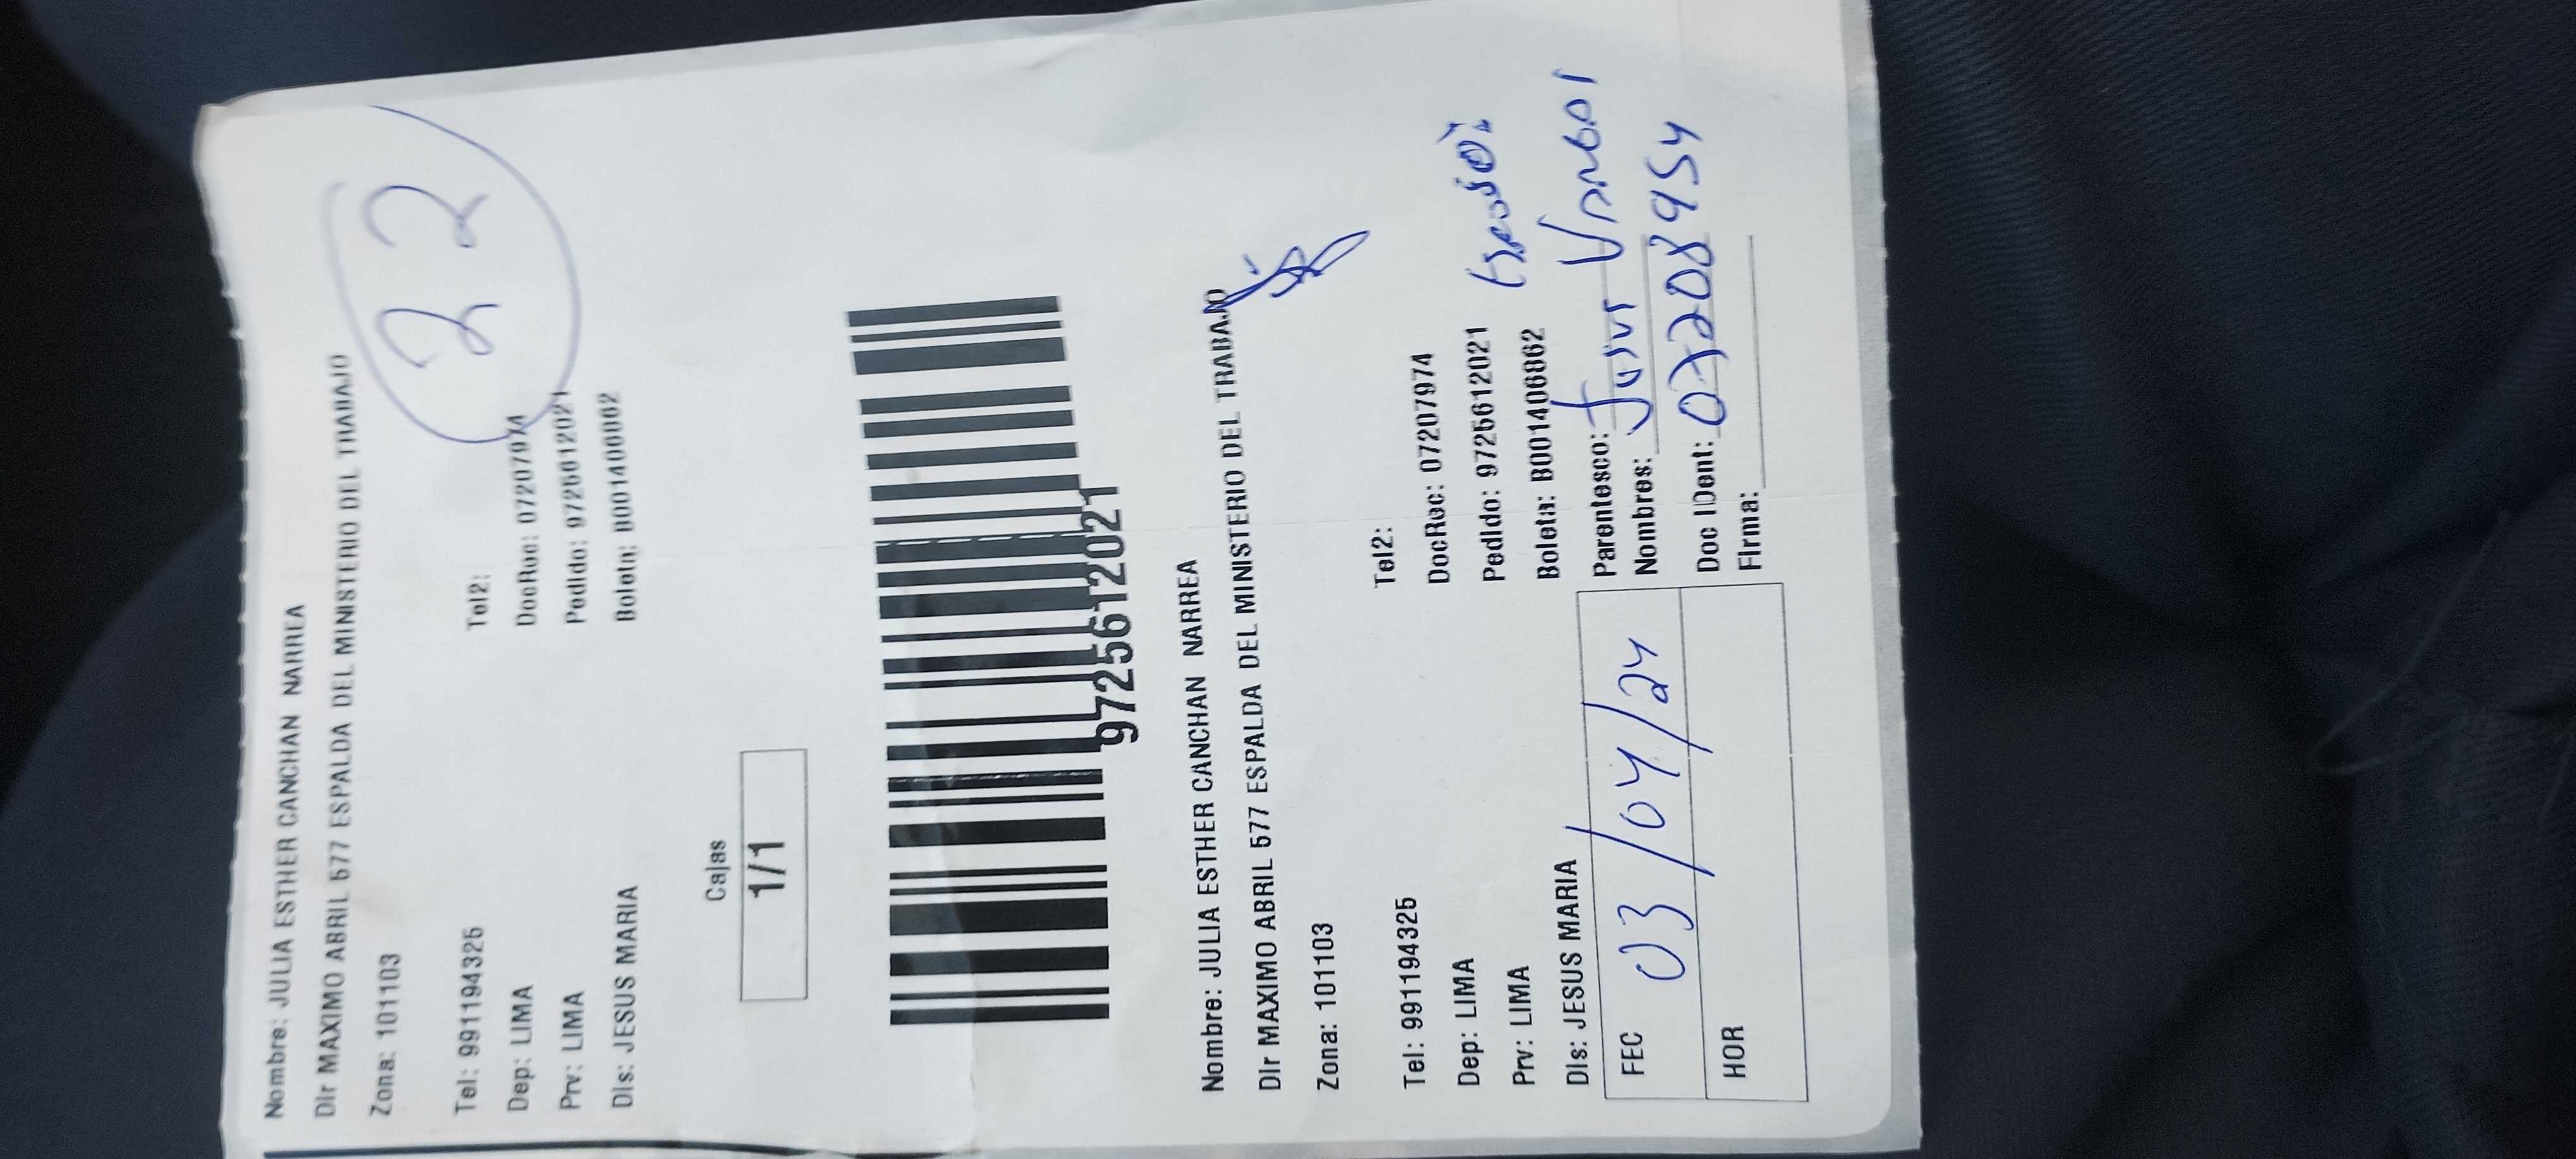 Nombre: JULIA ESTHER CANCHAN NARREA
Dir MAXIMO ABRIL 577 ESPALDA DEL MINISTERIO DEL TRABAJO
Zona: 101103
22
Tel: 991194325 Tel2:
Dep: LIMA DocRec: 07207974
Prv: LIMA Pedido: 9725612021
Dis: JESUS MARIA Boleta: B001406862
Cajas
1/1
9725612021
Nombre: JULIA ESTHER CANCHAN NARREA
Dir MAXIMO ABRIL 577 ESPALDA DEL MINISTERIO DEL TRABAJO
Zona: 101103
Tel: 991194325 Tel2:
Dep: LIMA DocRec: 07207974
Prv: LIMA Pedido: 9725612021
Dis: JESUS MARIA Boleta: B001406862
FEC 03/04/24 Parentesco:
Nombres:
HOR Doc IDent: 07208954
Firma: